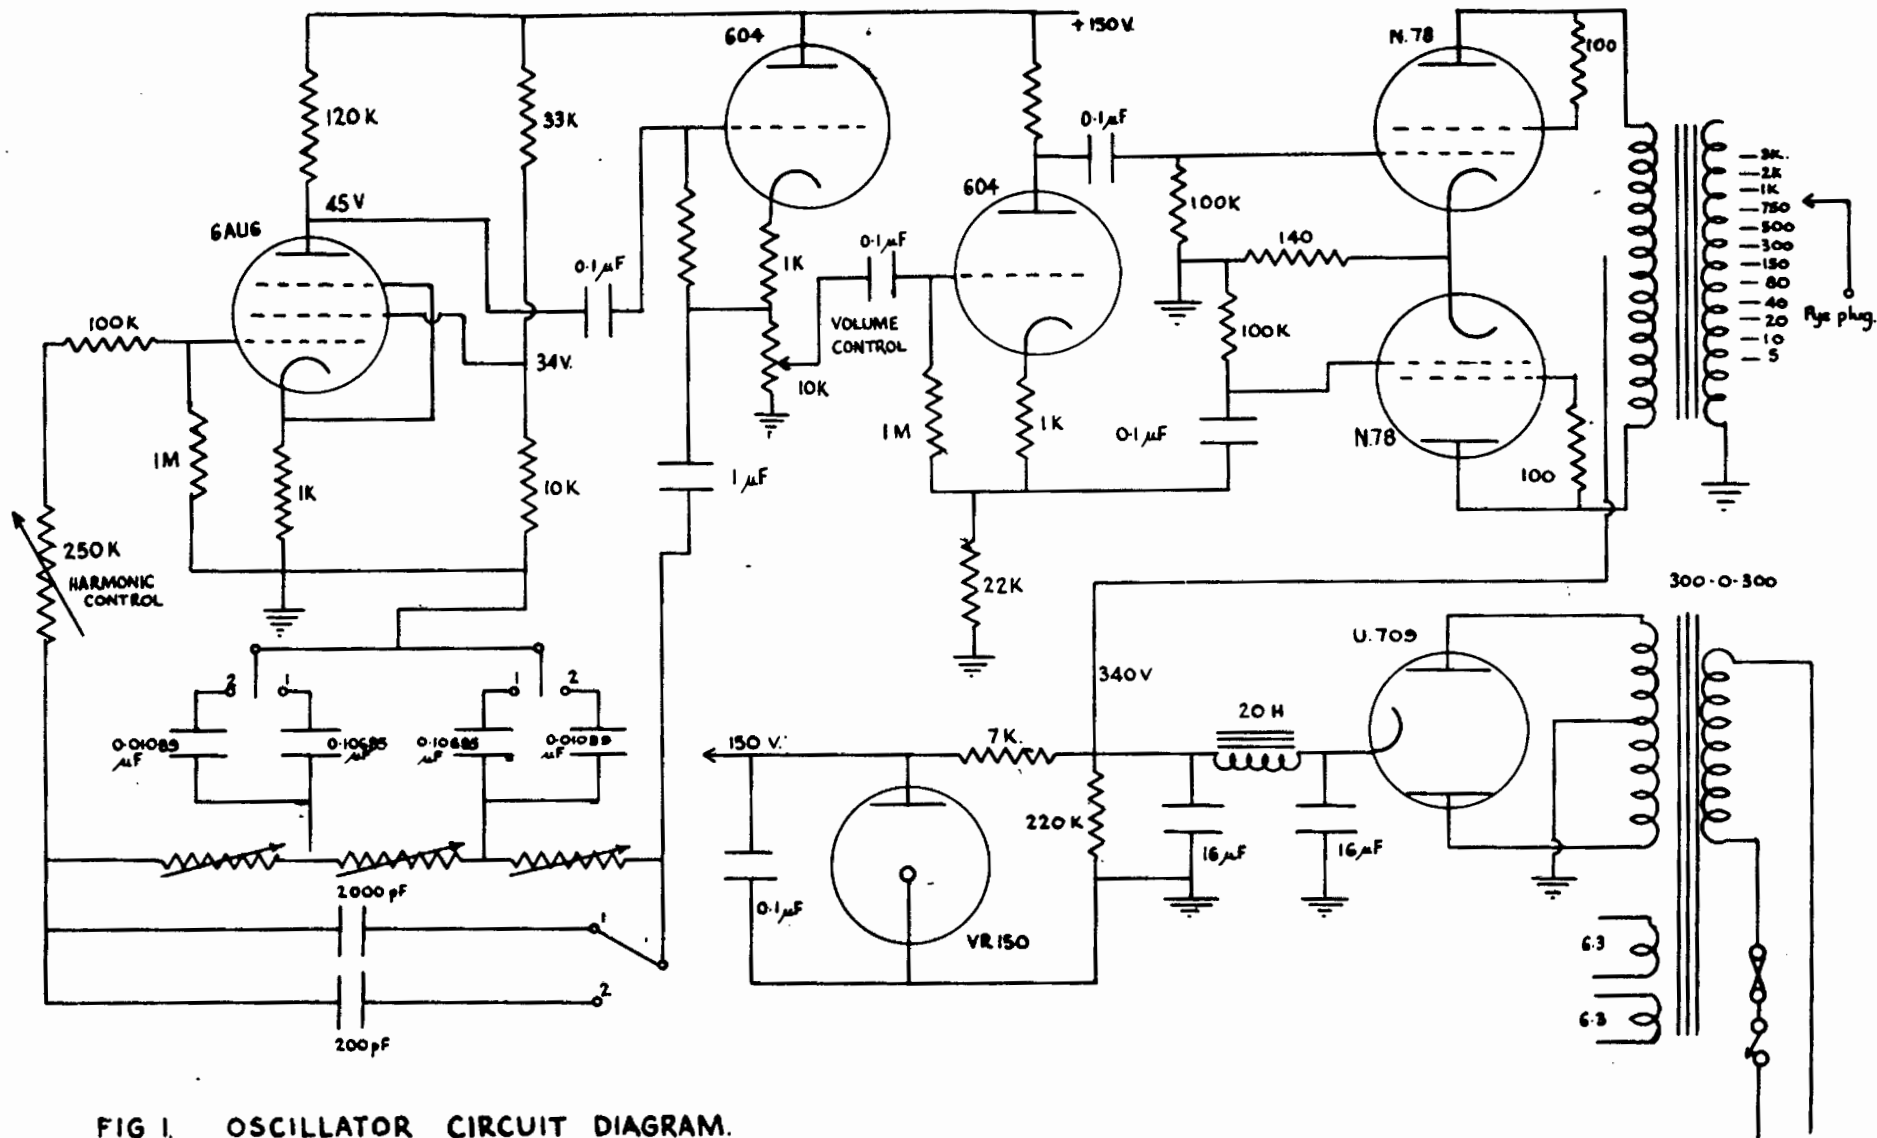 604
+150V.
N.78
100
120K
33K
0.1µF
45V
6AU6
604
100K
0.1µF
0.1µF
1K
140
3K.
2K
1K
750
500
300
150
80
40
20
10
5
Pye plug.
100K
34V.
VOLUME
CONTROL
10K
100K
1M
1K
10K
1µF
1M
1K
0.1µF
N.78
100
250K
HARMONIC
CONTROL
22K
300-0-300
U.709
340V
2
1
1
2
0.01089
µF
0.10685
µF
0.10685
µF
0.01089
µF
150 V.
7K.
20H
220K
16µF
16µF
2000pF
0.1µF
VR150
1
2
200pF
6.3
6.3
FIG 1. OSCILLATOR CIRCUIT DIAGRAM.